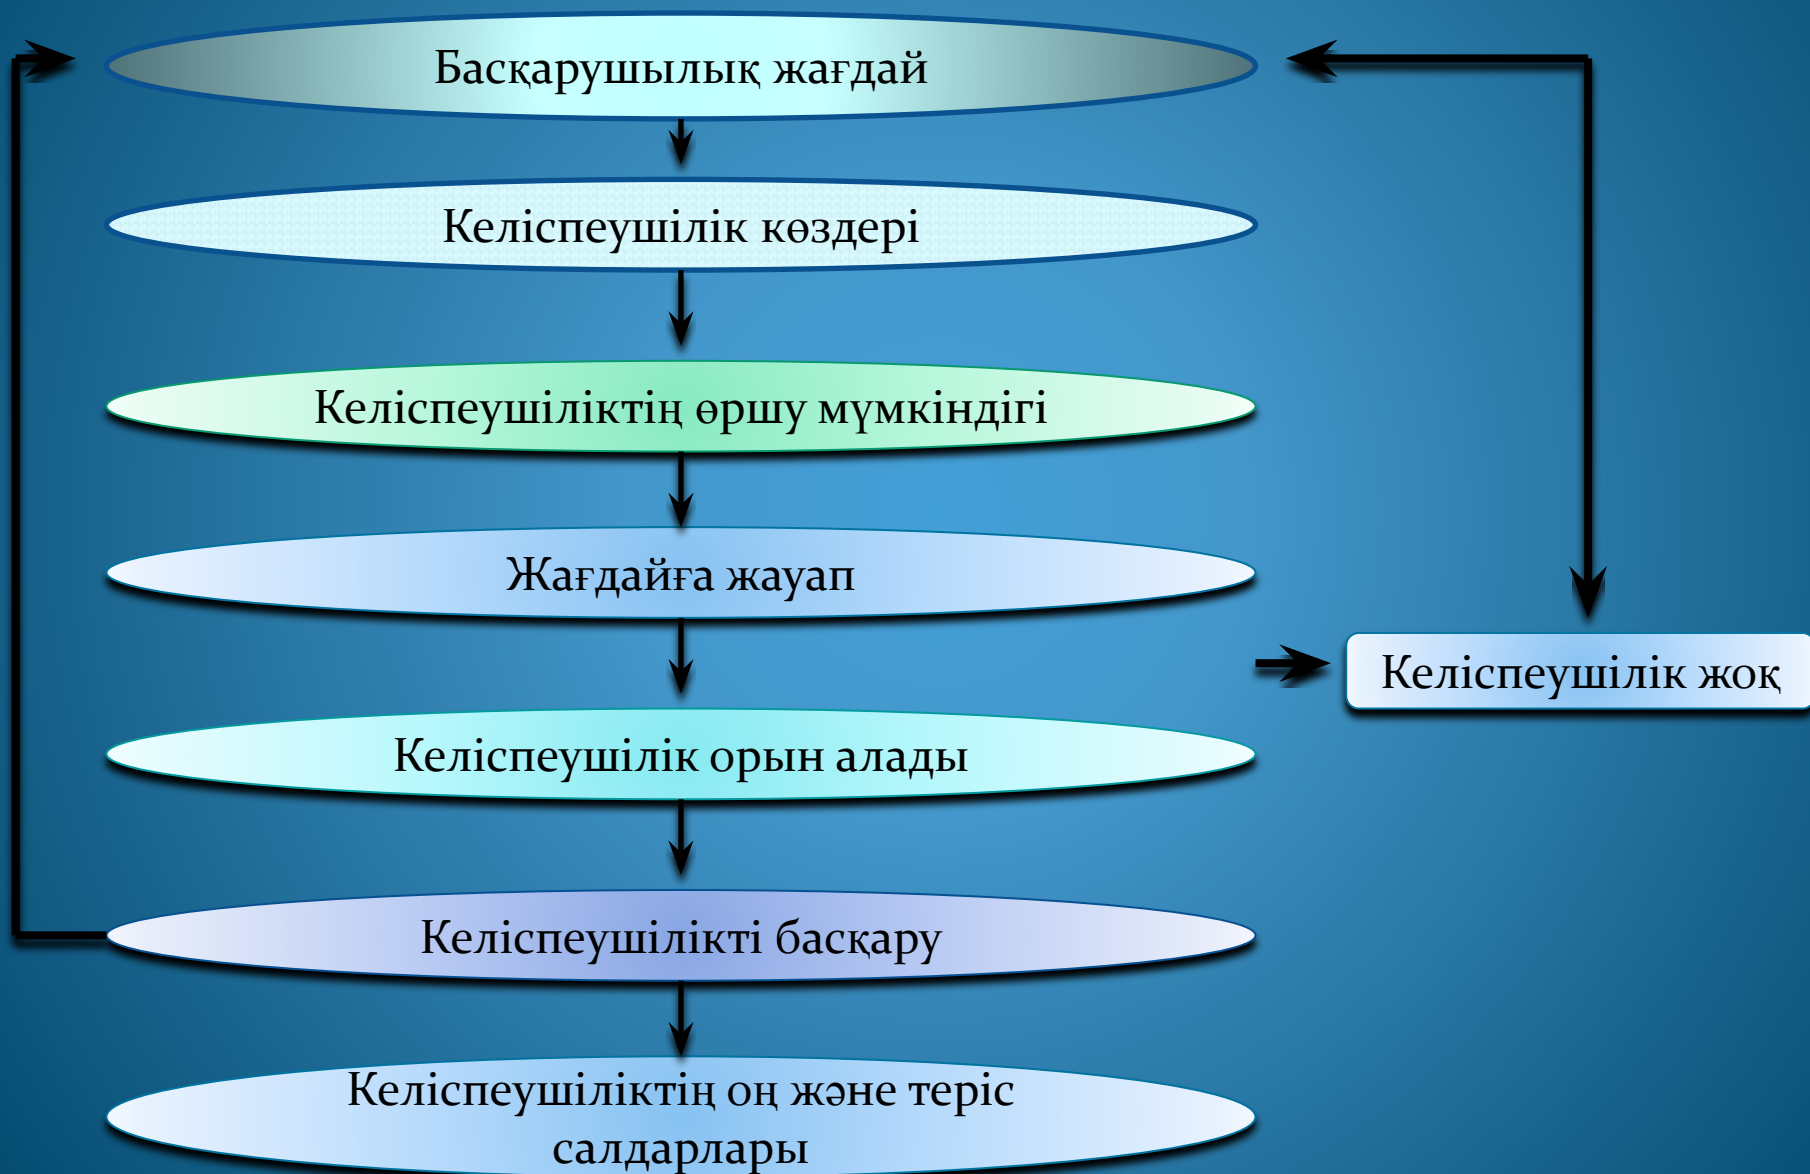 Басқарушылық жағдай
Келіспеушілік көздері
Келіспеушіліктің өршу мүмкіндігі
Жағдайға жауап
Келіспеушілік жоқ
Келіспеушілік орын алады
Келіспеушілікті басқару
Келіспеушіліктің оң және теріс
салдарлары